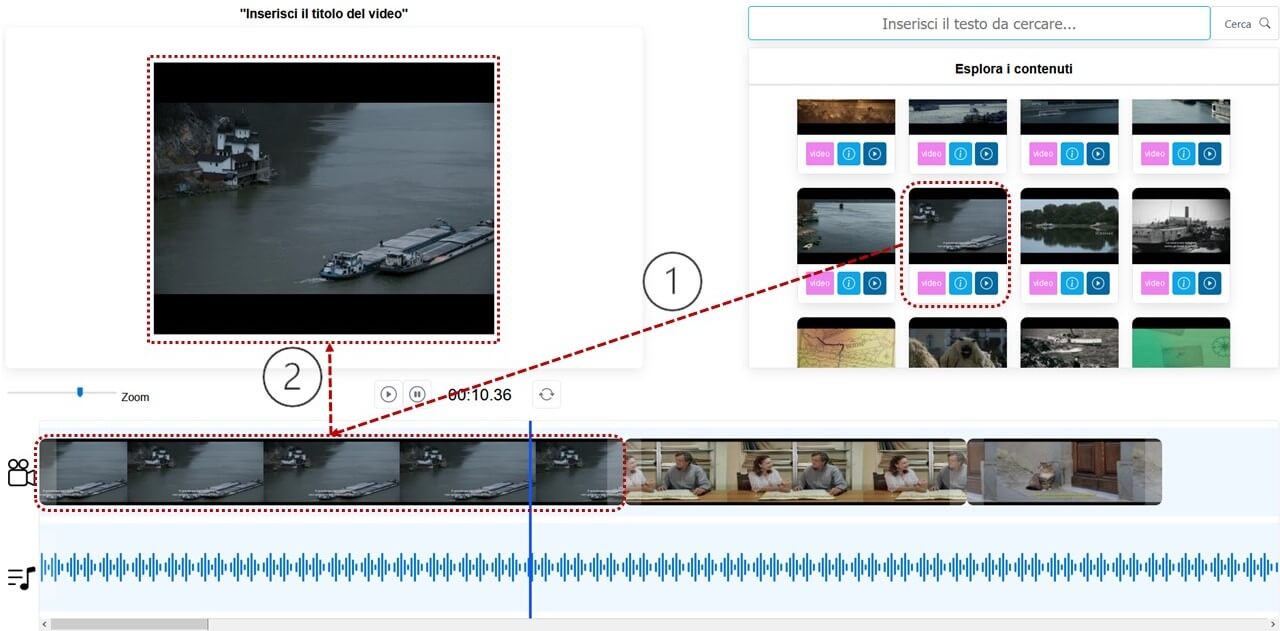 "Inserisci il titolo del video"
Inserisci il testo da cercare...
Cerca
Esplora i contenuti
video
video
video
video
video
video
video
video
1
2
Zoom
00:10.36